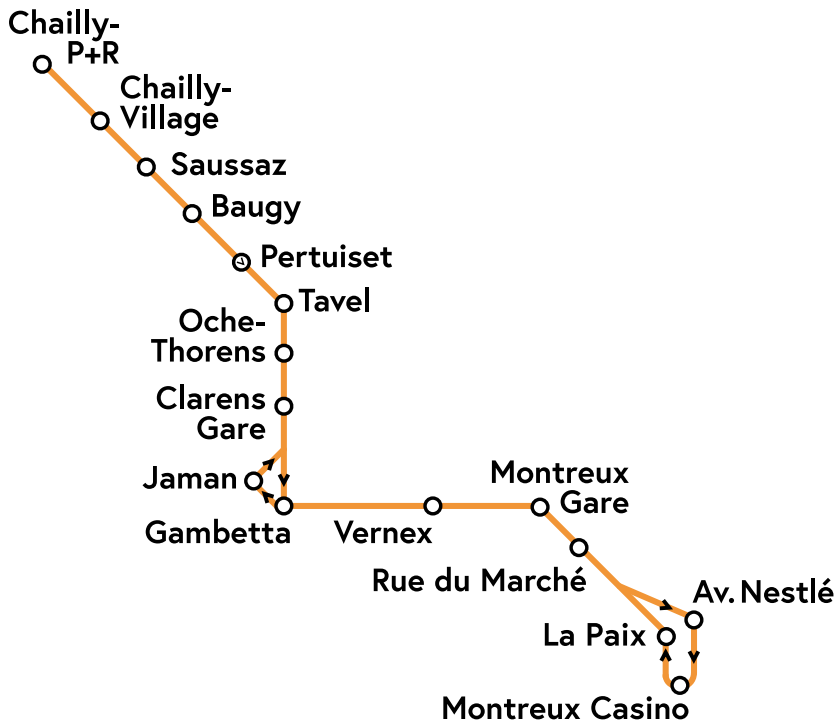 Chailly-
P+R
Chailly-
Village
Saussaz
Baugy
Pertuiset
Tavel
Oche-
Thorens
Clarens
Gare
Jaman
Gambetta
Vernex
Montreux
Gare
Rue du Marché
Av. Nestlé
La Paix
Montreux Casino